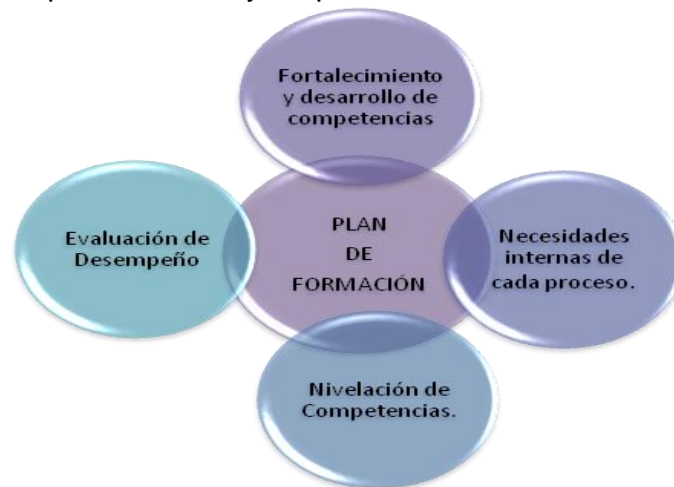 Fortalecimiento
y desarrollo de
competencias
Evaluación de
Desempeño
PLAN
DE
FORMACIÓN
Necesidades
internas de
cada proceso.
Nivelación de
Competencias.